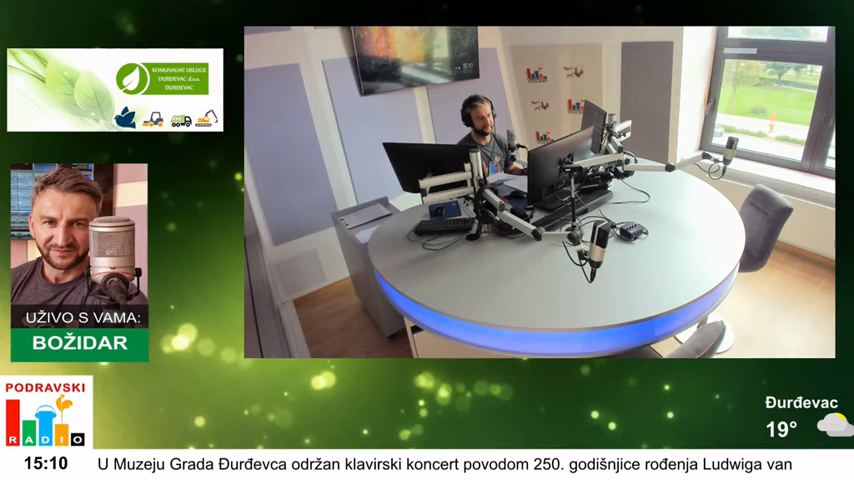 KOMUNALNE USLUGE
ĐURĐEVAC d.o.o.
ĐURĐEVAC
UŽIVO S VAMA:
BOŽIDAR
PODRAVSKI
RADIO
Đurđevac
19°
15:10
U Muzeju Grada Đurđevca održan klavirski koncert povodom 250. godišnjice rođenja Ludwiga van